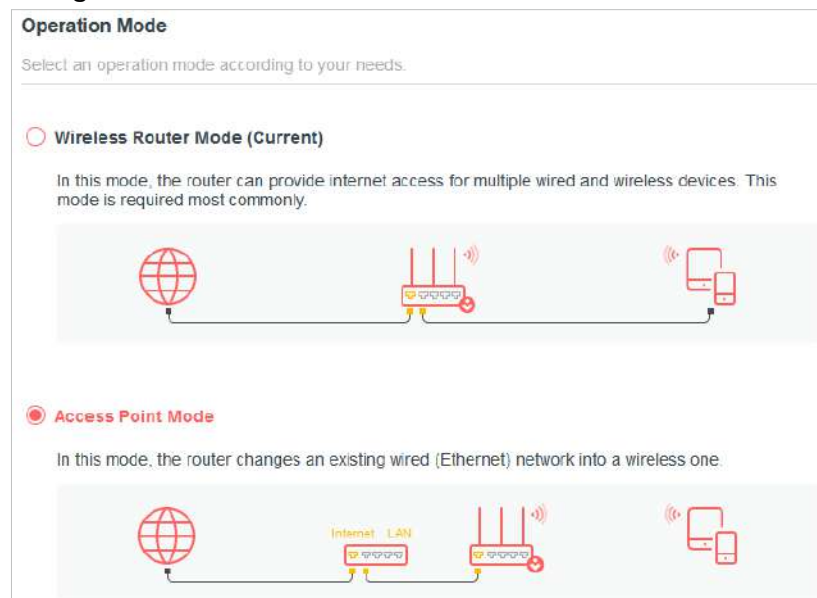 Operation Mode
Select an operation mode according to your needs.
Wireless Router Mode (Current)
In this mode, the router can provide internet access for multiple wired and wireless devices. This
mode is required most commonly.
Access Point Mode
In this mode, the router changes an existing wired (Ethernet) network into a wireless one.
Internet LAN